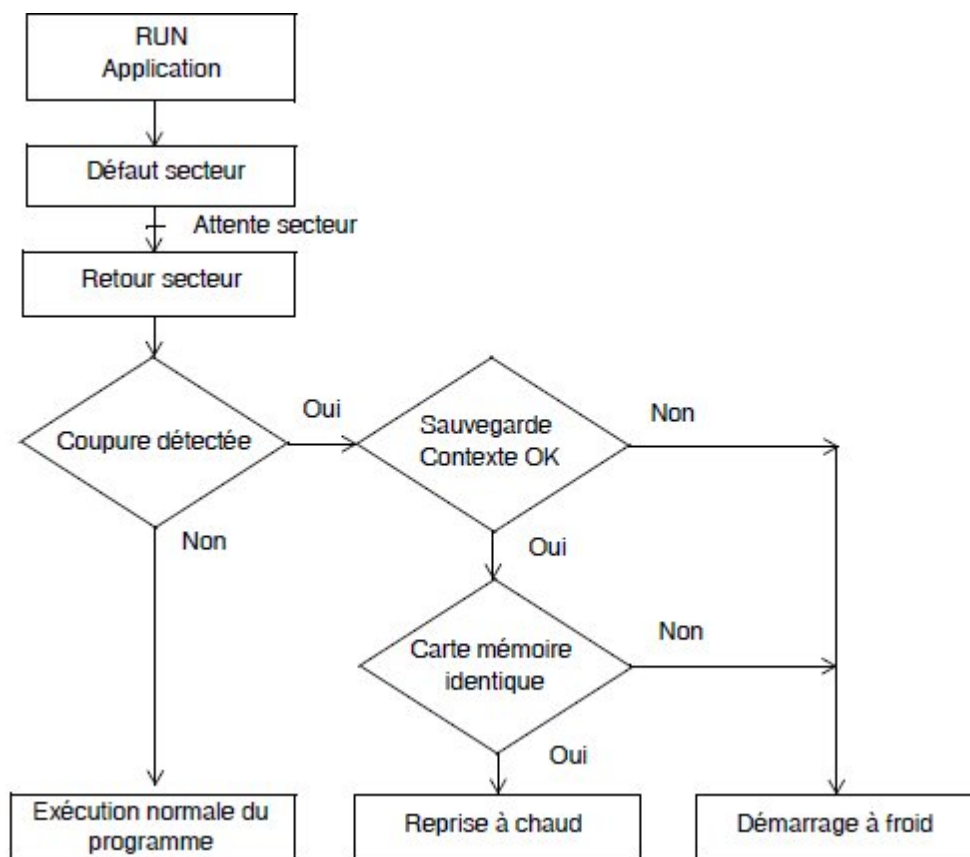 RUN
Application
Défaut secteur
Attente secteur
Retour secteur
Coupure détectée
Oui
Sauvegarde
Contexte OK
Non
Non
Oui
Carte mémoire
identique
Non
Oui
Exécution normale du
programme
Reprise à chaud
Démarrage à froid